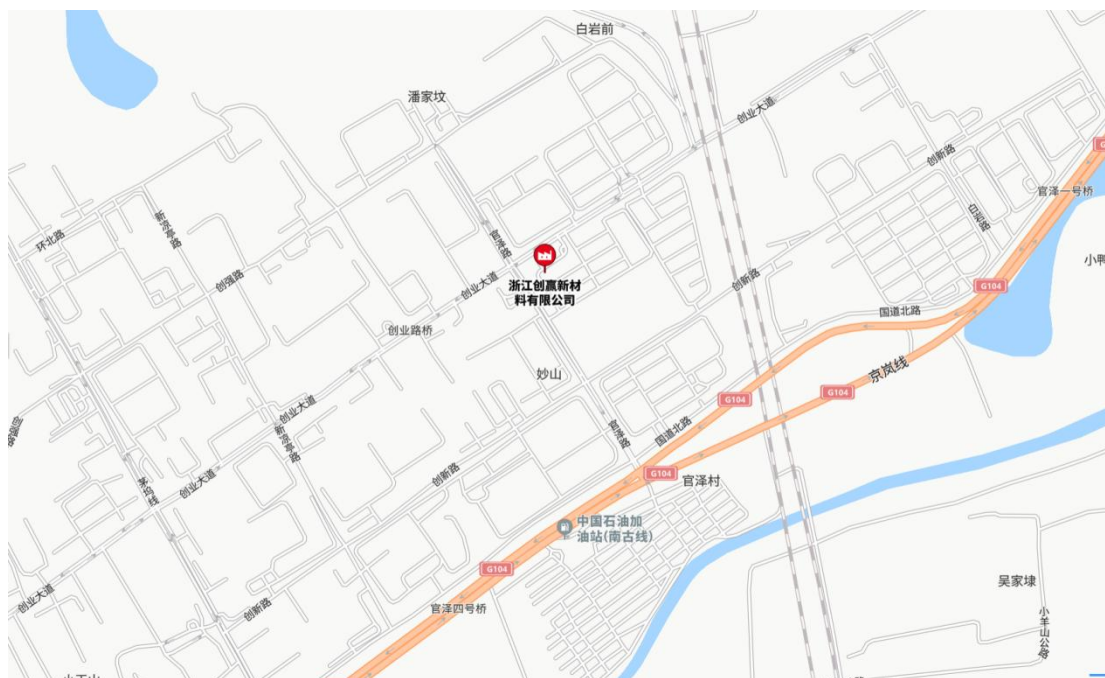 白岩前
潘家坟
创业大道
创新路
G
官泽一号桥
白岩路
新凉亭路
环北路
官泽路
小鸭
创强路
创业大道
浙江创赢新材
料有限公司
创新路
G104
国道北路
创业路桥
妙山
京岚线
G104
G104
创业大道
官泽路
国道北路
创强路
新凉亭路
创新路
G104
官泽村
创业大道
茅坞线
中国石油加
油站(南古线)
G104
吴家埭
创业大道
创新路
官泽四号桥
小羊山公路